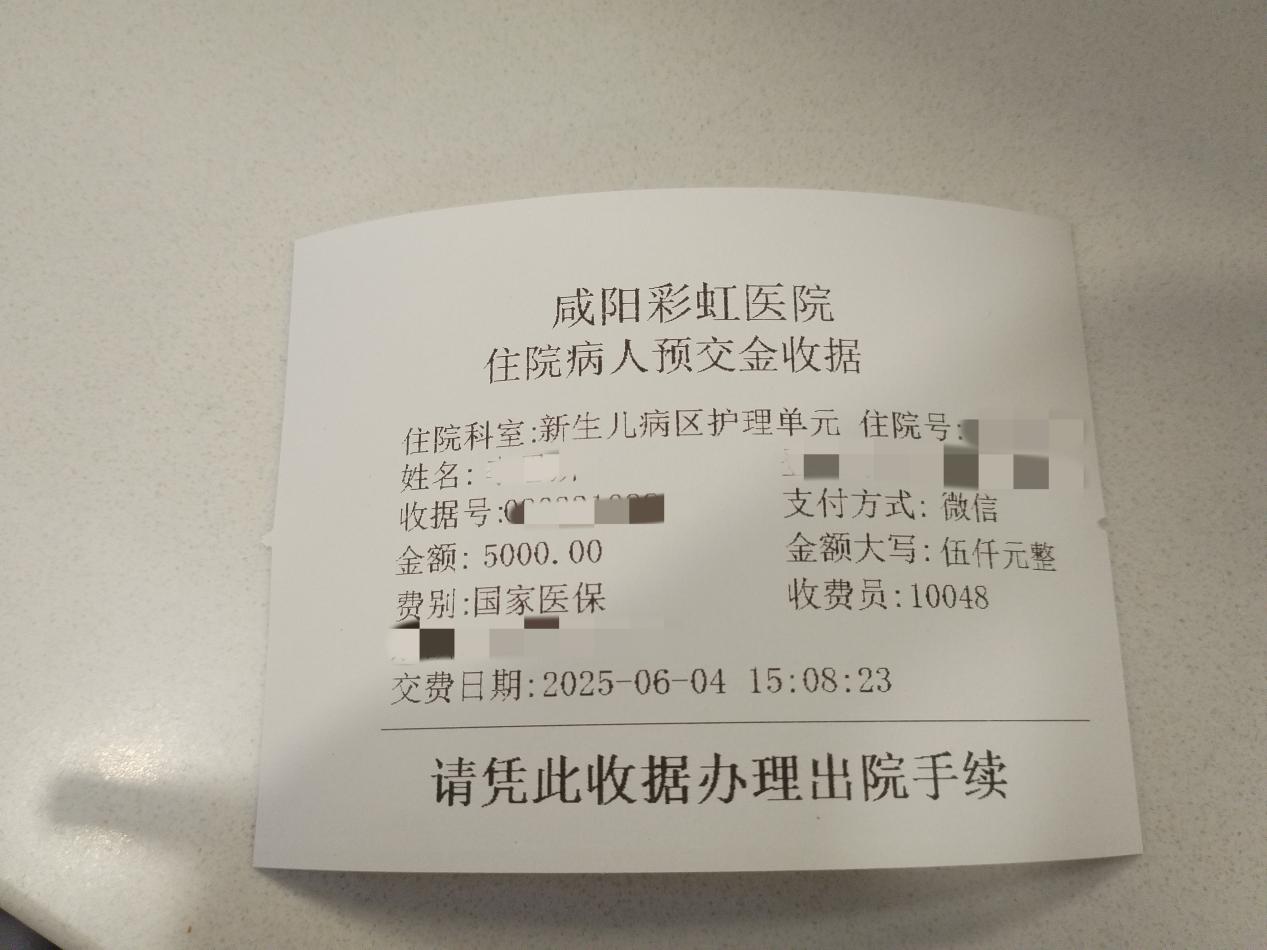 咸阳彩虹医院
住院病人预交金收据
住院科室:新生儿病区护理单元 住院号:
姓名:
收据号: 支付方式: 微信
金额: 5000.00 金额大写: 伍仟元整
费别:国家医保 收费员:10048
交费日期:2025-06-04 15:08:23
请凭此收据办理出院手续